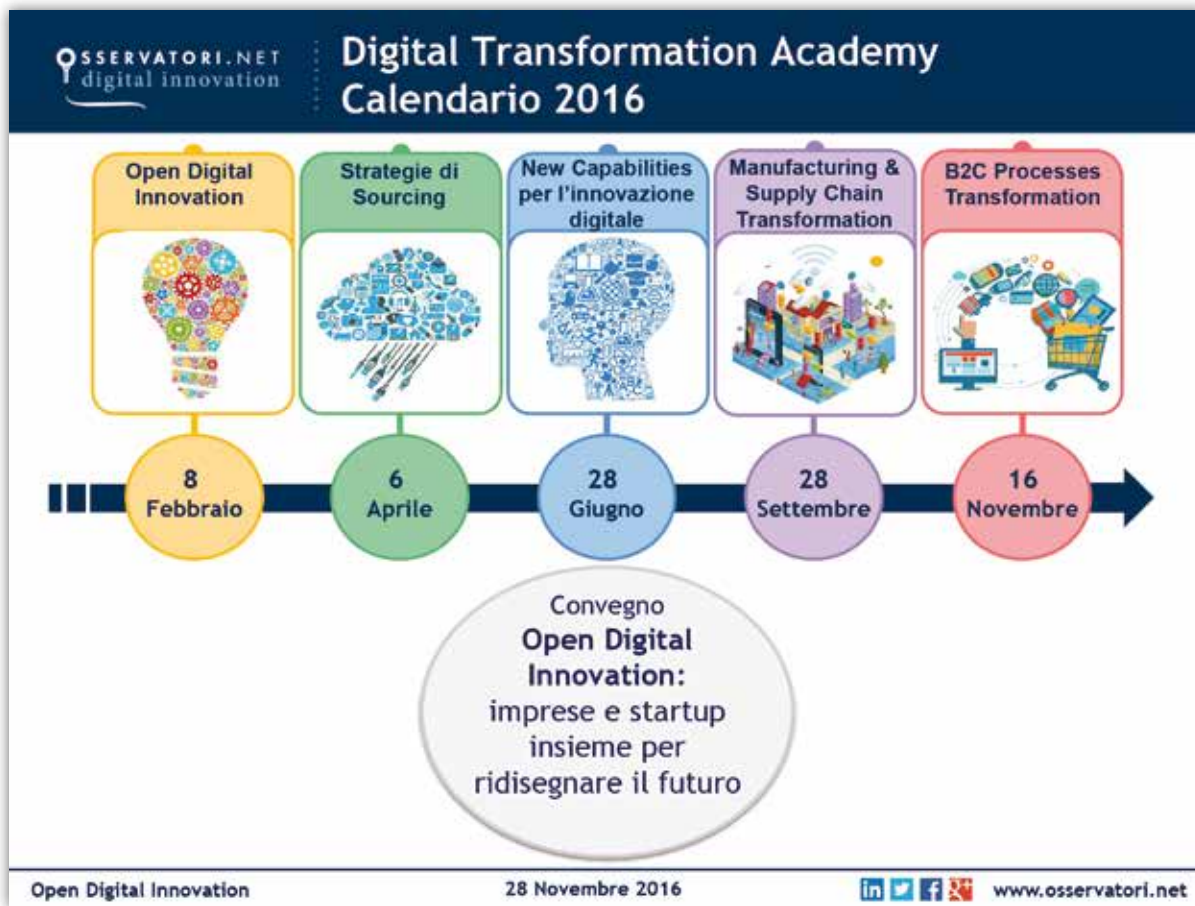 OSSERVATORI.NET
digital innovation
Digital Transformation Academy
Calendario 2016
Open Digital
Innovation
Strategie di
Sourcing
New Capabilities
per l'innovazione
digitale
Manufacturing &
Supply Chain
Transformation
B2C Processes
Transformation
8
Febbraio
6
Aprile
28
Giugno
28
Settembre
16
Novembre
Convegno
Open Digital
Innovation:
imprese e startup
insieme per
ridisegnare il futuro
Open Digital Innovation
28 Novembre 2016
www.osservatori.net